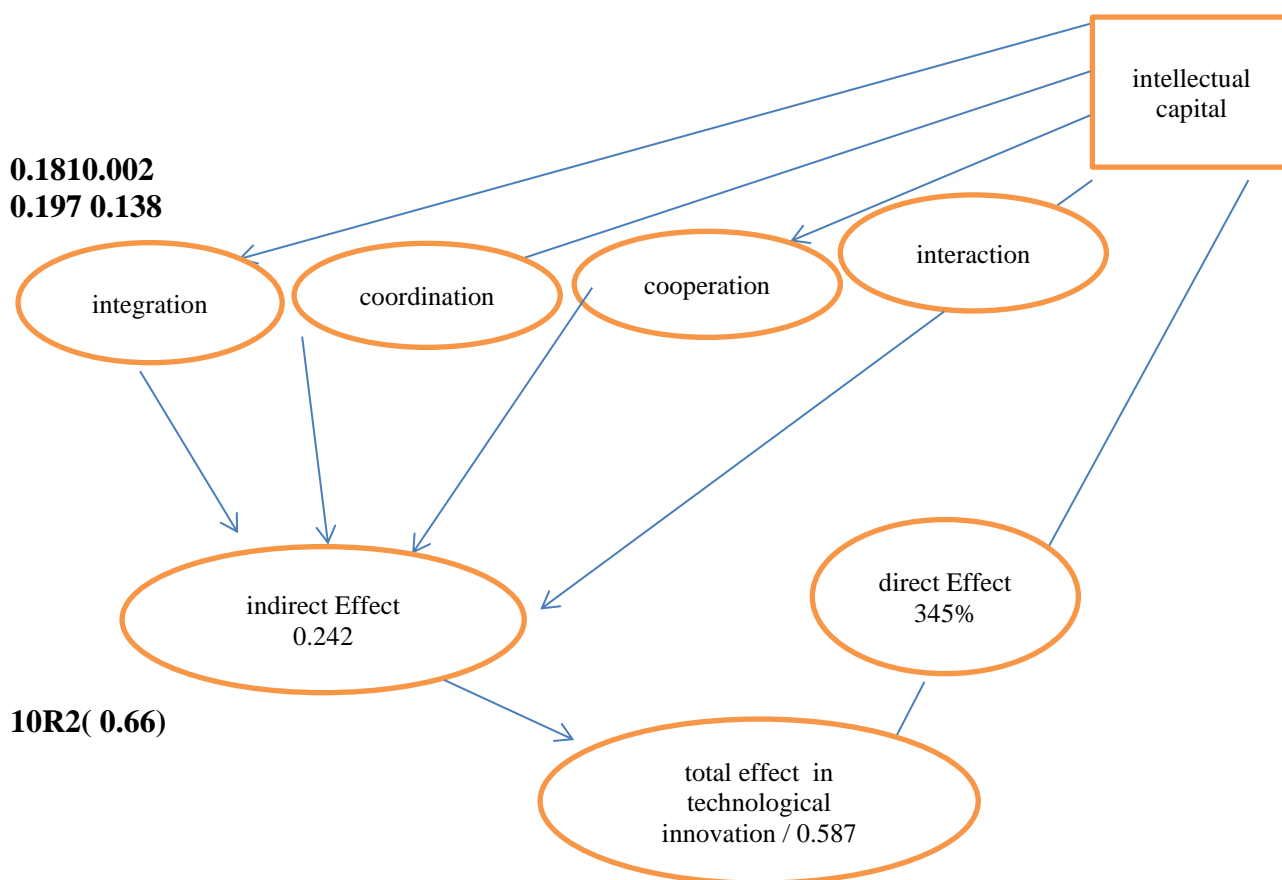 intellectual
capital
0.1810.002
0.197 0.138
integration
coordination
cooperation
interaction
indirect Effect
0.242
direct Effect
345%
10R2( 0.66)
total effect in
technological
innovation / 0.587